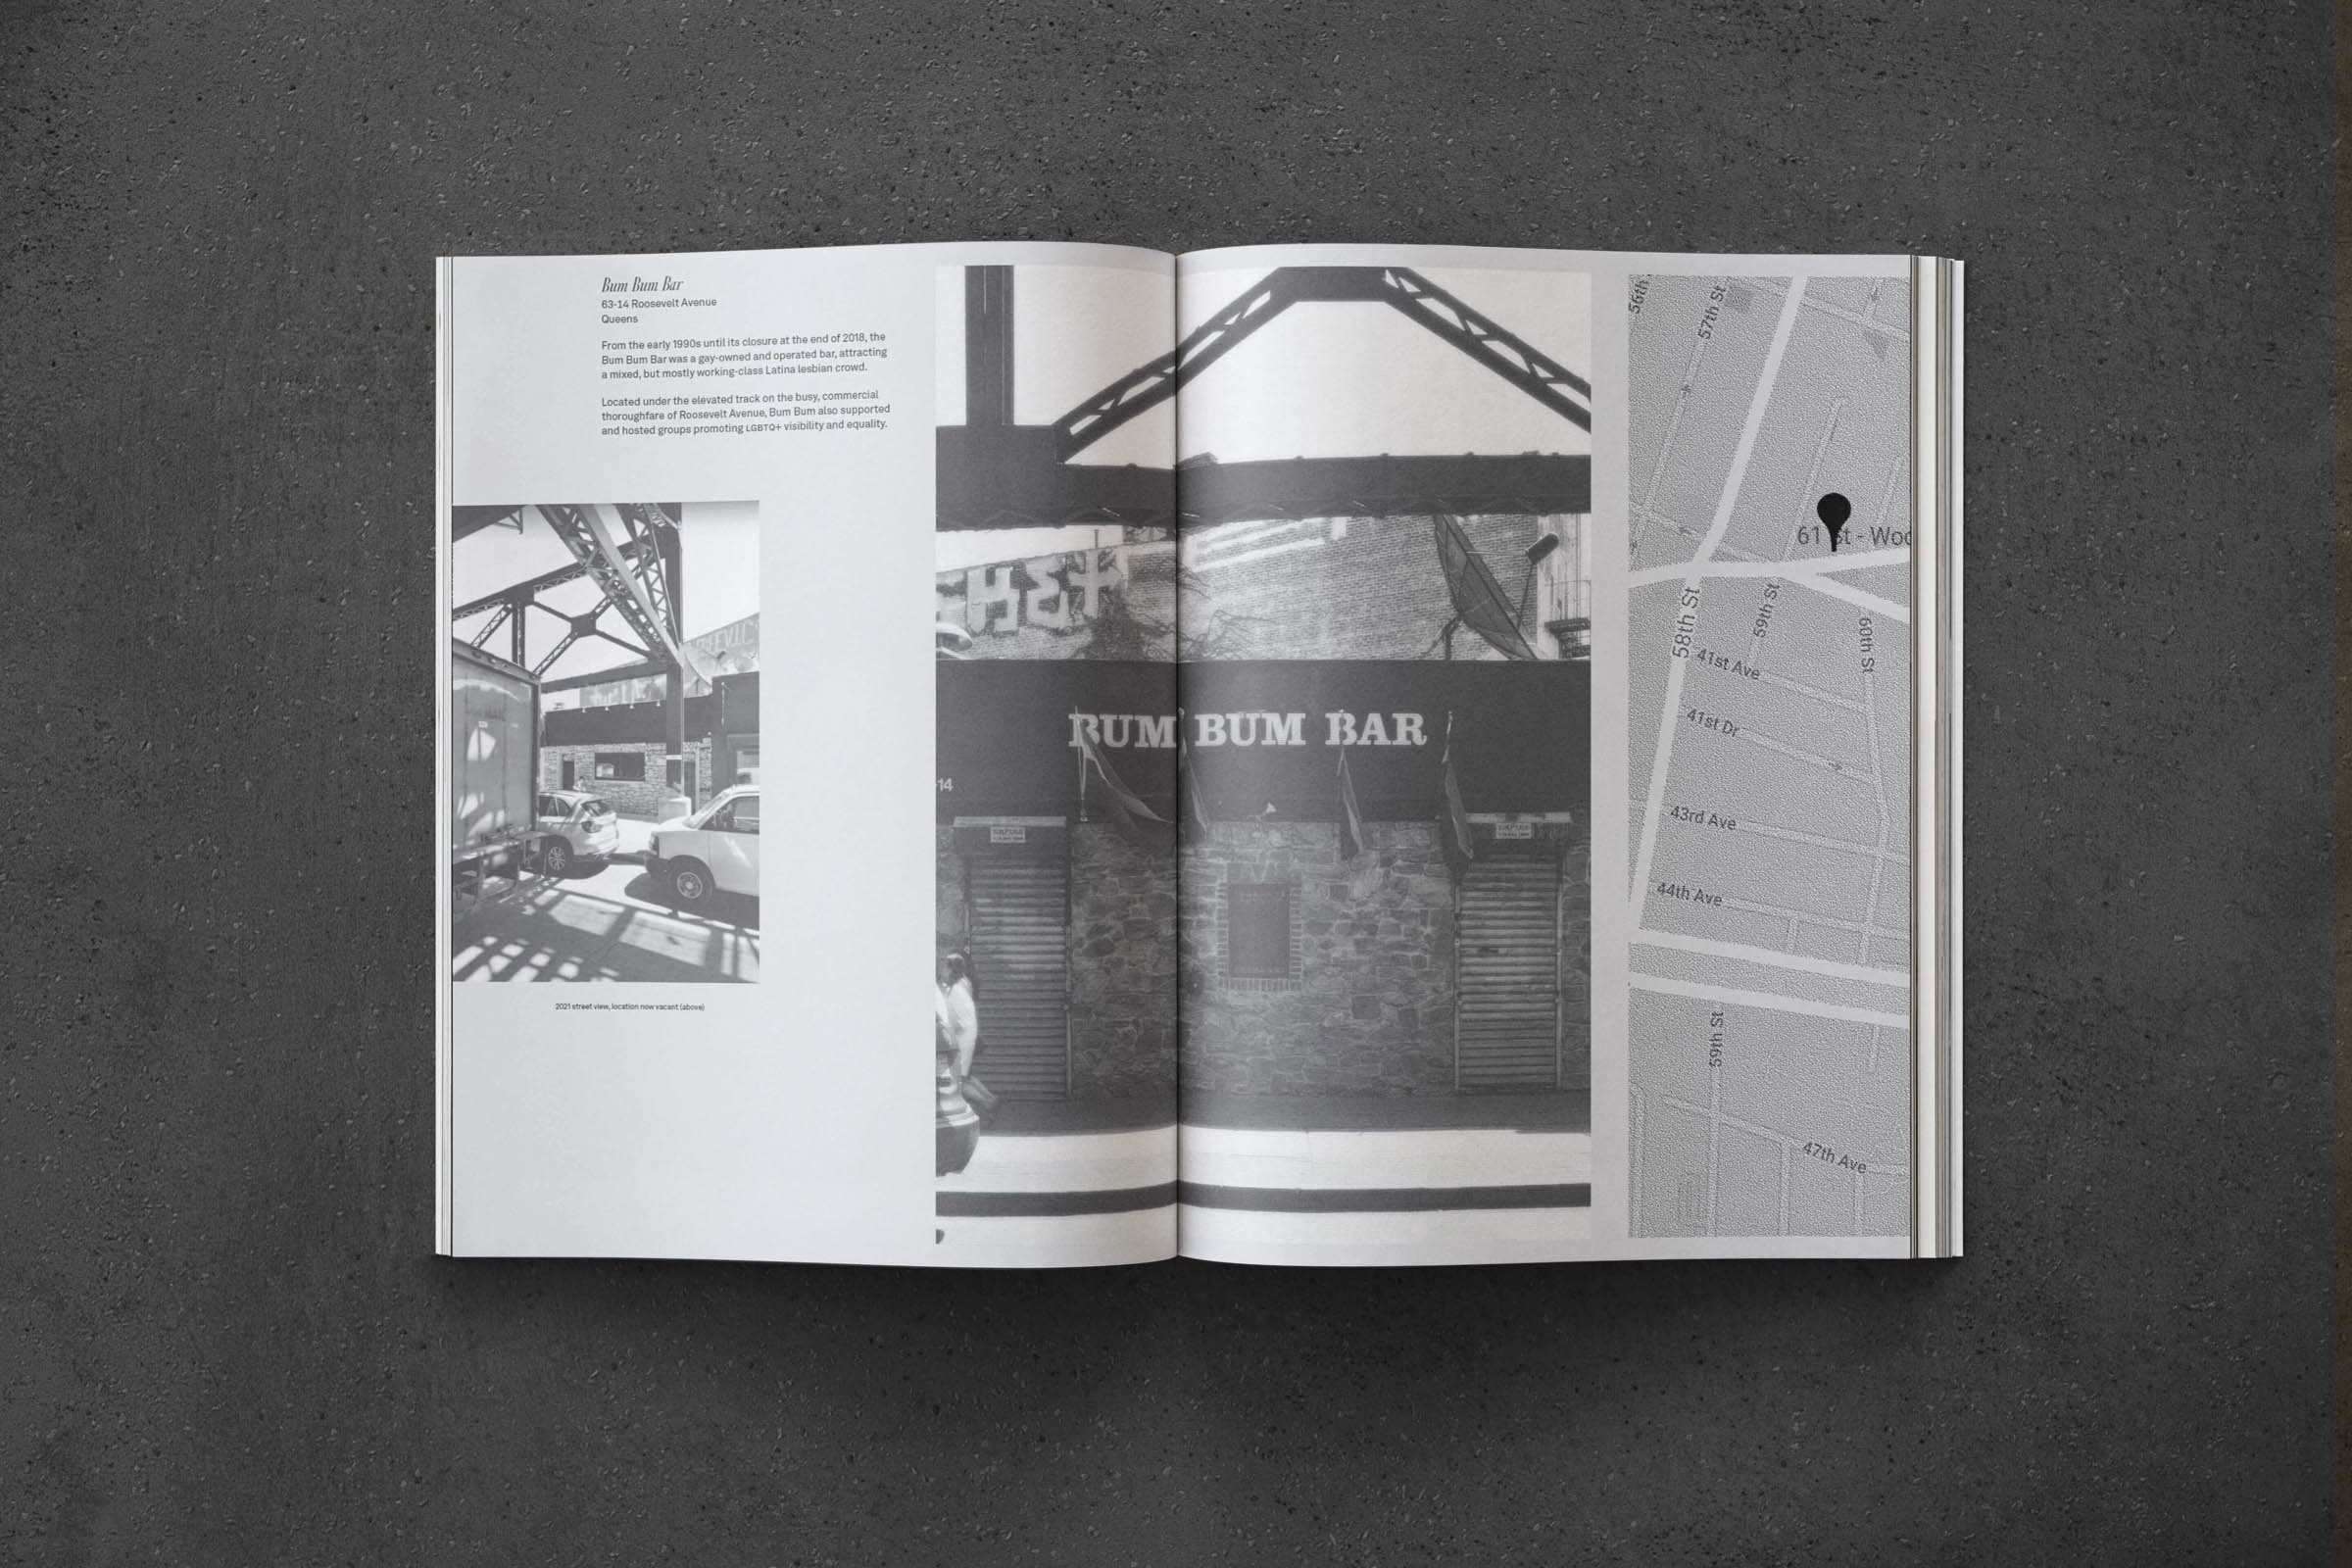 Bum Bum Bar
63-14 Roosevelt Avenue
Queens
From the early 1990s until its closure at the end of 2018, the
Bum Bum Bar was a gay-owned and operated bar, attracting
a mixed, but mostly working-class Latina lesbian crowd.
Located under the elevated track on the busy, commercial
thoroughfare of Roosevelt Avenue, Bum Bum also supported
and hosted groups promoting LGBTQ+ visibility and equality.
2021 street view, location now vacant (above)
BUM BUM BAR
14
56th
57th St
61 St - Woo
58th St
59th St
60th St
41st Ave
41st Dr
43rd Ave
44th Ave
59th St
47th Ave